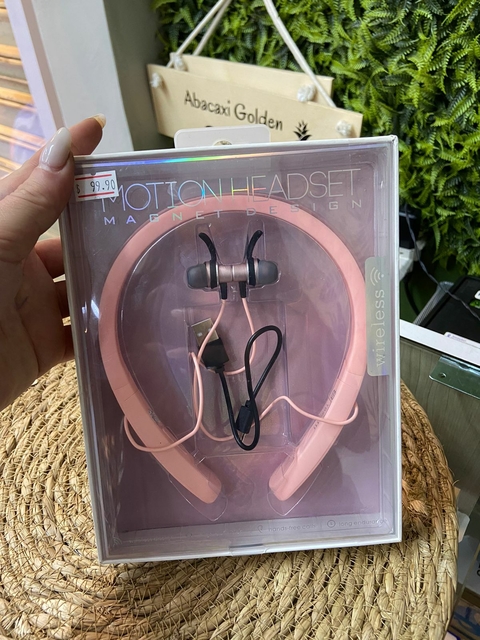 Abacaxi Golden
99.90
MOTION HEADSET
MAGNET DESIGN
wireless